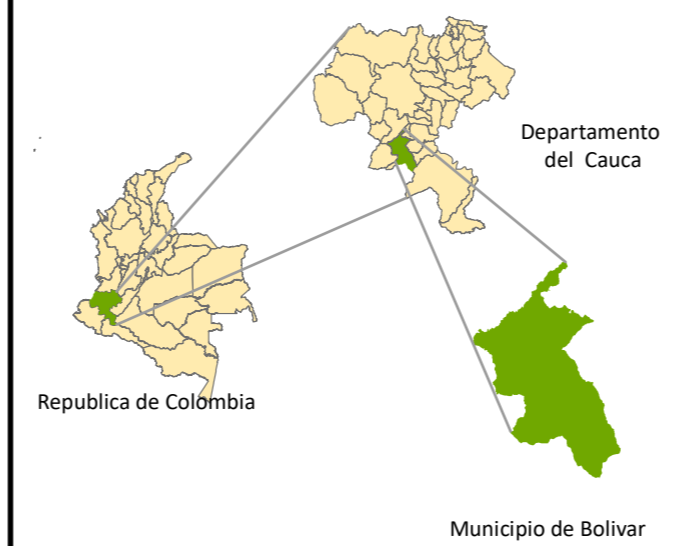 Departamento
del Cauca
Republica de Colombia
Municipio de Bolivar